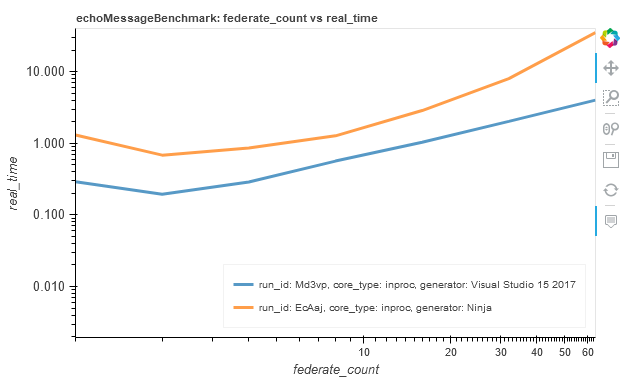 echoMessageBenchmark: federate_count vs real_time
10.000
1.000
0.100
0.010
real_time
run_id: Md3vp, core_type: inproc, generator: Visual Studio 15 2017
run_id: EcAaj, core_type: inproc, generator: Ninja
10 20 30 40 50 60
federate_count